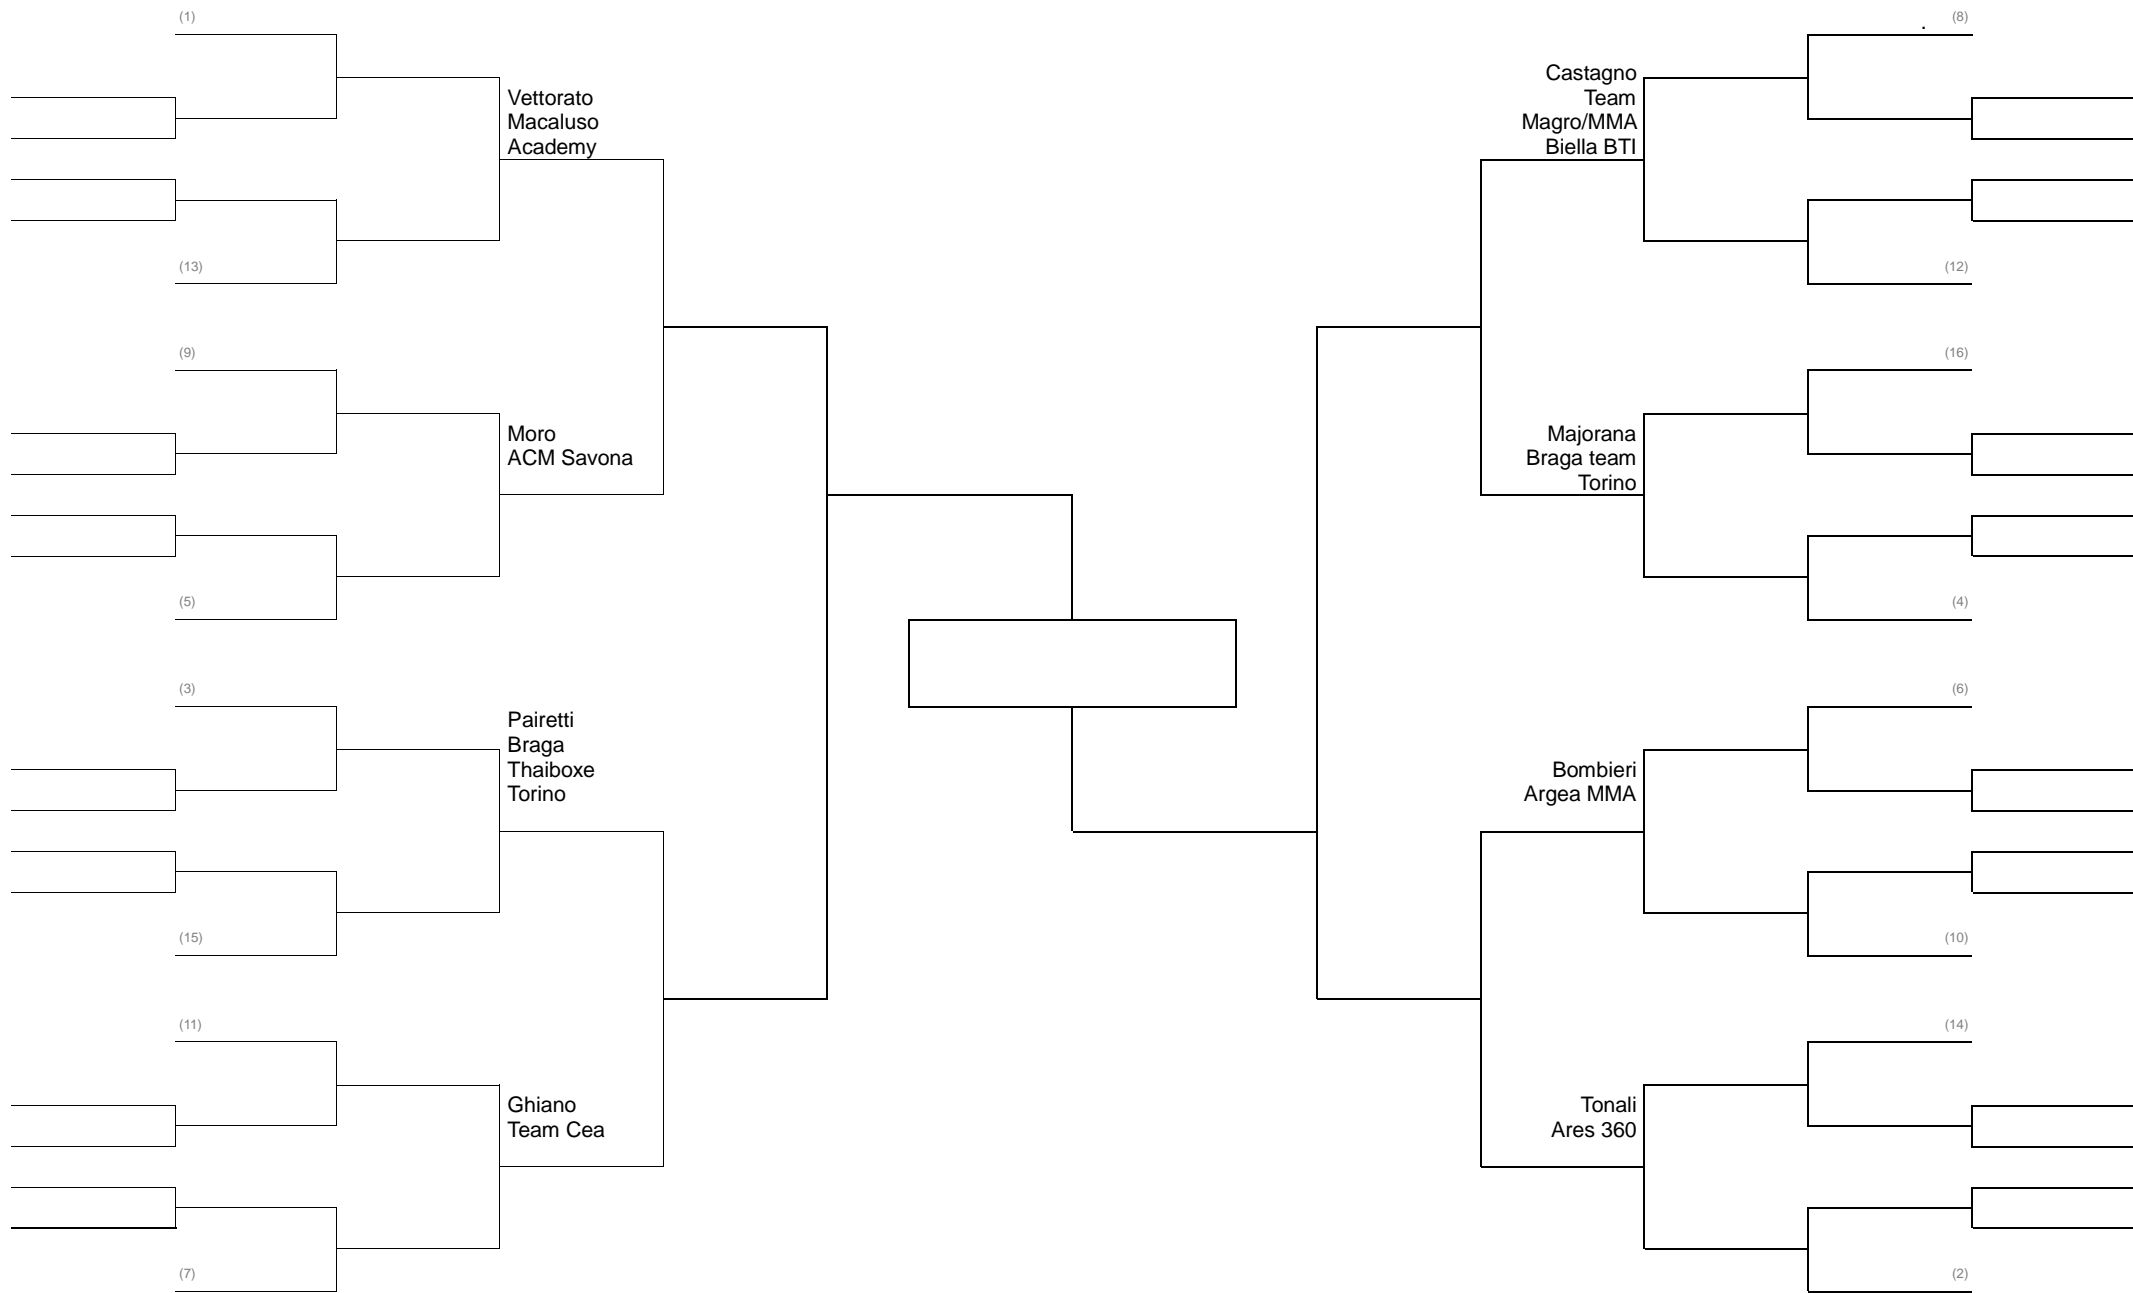 (1)
Vettorato
Macaluso
Academy
(13)
(9)
Moro
ACM Savona
(5)
(3)
Pairetti
Braga
Thaiboxe
Torino
(15)
(11)
Ghiano
Team Cea
(7)
. (8)
Castagno
Team
Magro/MMA
Biella BTI
(12)
(16)
Majorana
Braga team
Torino
(4)
(6)
Bombieri
Argea MMA
(10)
(14)
Tonali
Ares 360
(2)